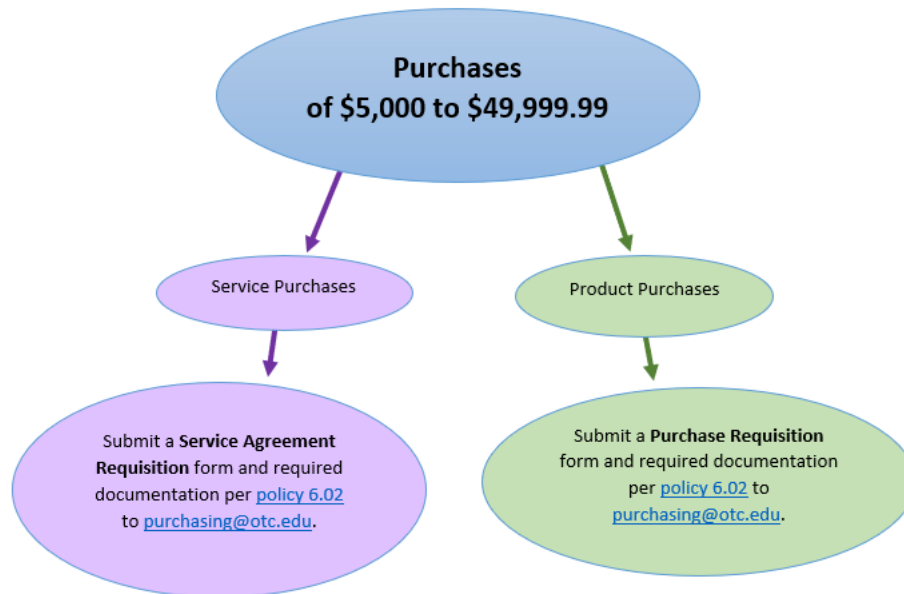 Purchases
of $5,000 to $49,999.99
Service Purchases
Product Purchases
Submit a Service Agreement
Requisition form and required
documentation per policy 6.02
to purchasing@otc.edu.
Submit a Purchase Requisition
form and required documentation
per policy 6.02 to
purchasing@otc.edu.